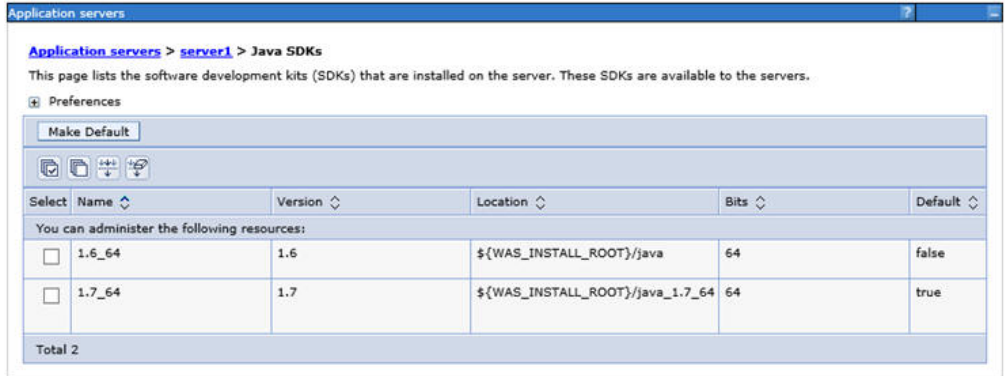 Application servers ? –
Application servers > server1 > Java SDKs
This page lists the software development kits (SDKs) that are installed on the server. These SDKs are available to the servers.
+ Preferences
Make Default
Select Name Version Location Bits Default
You can administer the following resources:
1.6_64 1.6 ${WAS_INSTALL_ROOT}/java 64 false
1.7_64 1.7 ${WAS_INSTALL_ROOT}/java_1.7_64 64 true
Total 2